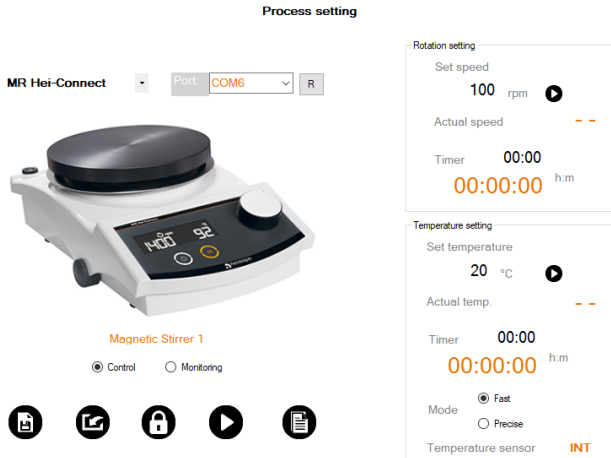 Process setting
MR Hei-Connect
Port:
COM6
R
1400 92
Magnetic Stirrer 1
Control
Monitoring
Rotation setting
Set speed
100 rpm
Actual speed
- -
Timer 00:00
00:00:00 h:m
Temperature setting
Set temperature
20 °C
Actual temp.
- -
Timer 00:00
00:00:00 h:m
Mode
Fast
Precise
Temperature sensor INT